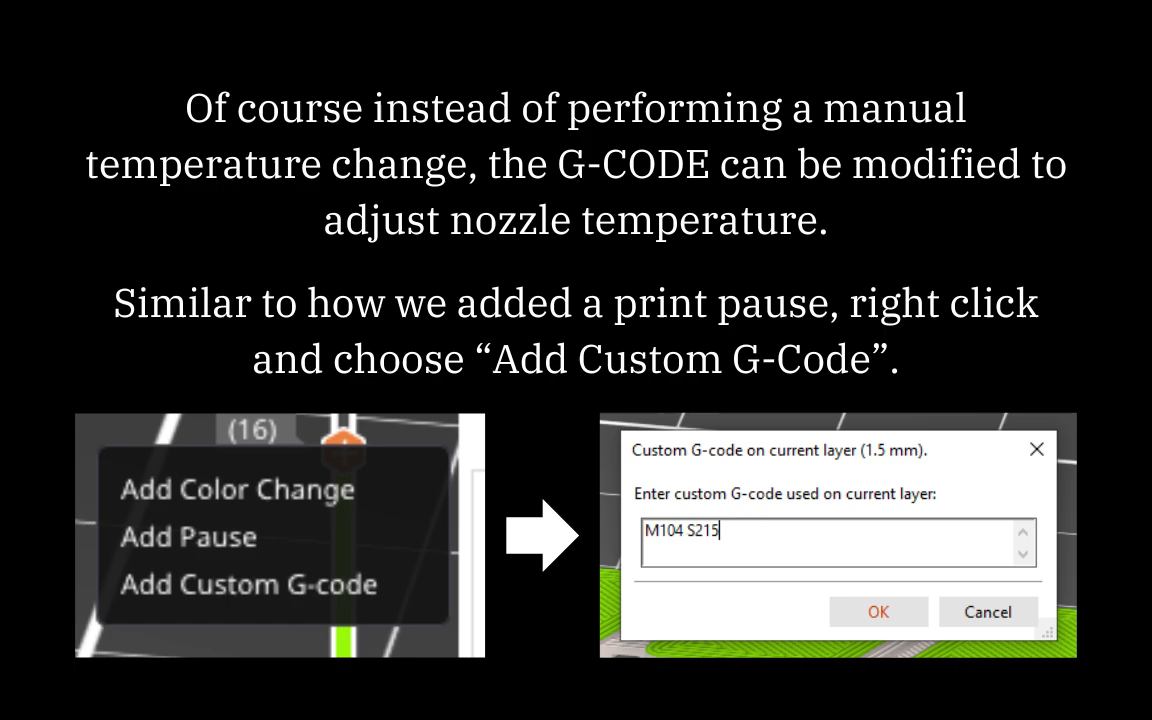 Of course instead of performing a manual
temperature change, the G-CODE can be modified to
adjust nozzle temperature.
Similar to how we added a print pause, right click
and choose “Add Custom G-Code”.
(16)
Add Color Change
Add Pause
Add Custom G-code
Custom G-code on current layer (1.5 mm).
Enter custom G-code used on current layer:
M104 S215
OK Cancel